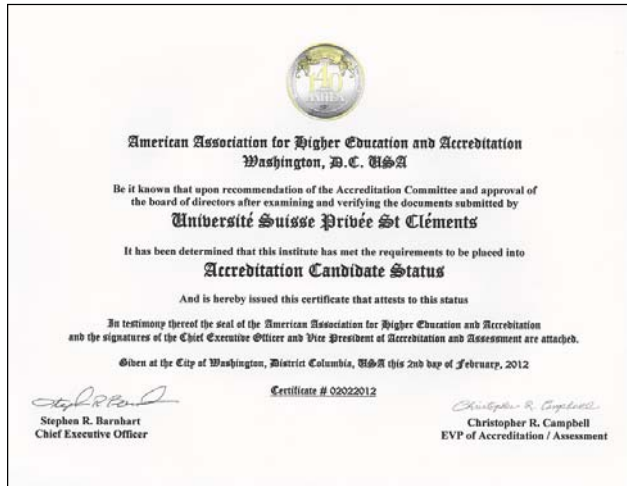 140
AAHEA
American Association for Higher Education and Accreditation
Washington, D.C. USA
Be it known that upon recommendation of the Accreditation Committee and approval of
the board of directors after examining and verifying the documents submitted by
Université Suisse Privée St Cléments
It has been determined that this institute has met the requirements to be placed into
Accreditation Candidate Status
And is hereby issued this certificate that attests to this status
In testimony thereof the seal of the American Association for Higher Education and Accreditation
and the signatures of the Chief Executive Officer and Vice President of Accreditation and Assessment are attached.
Given at the City of Washington, District Columbia, USA this 2nd day of February, 2012
Certificate # 02022012
Stephen R. Barnhart
Chief Executive Officer
Christopher R. Campbell
Christopher R. Campbell
EVP of Accreditation / Assessment